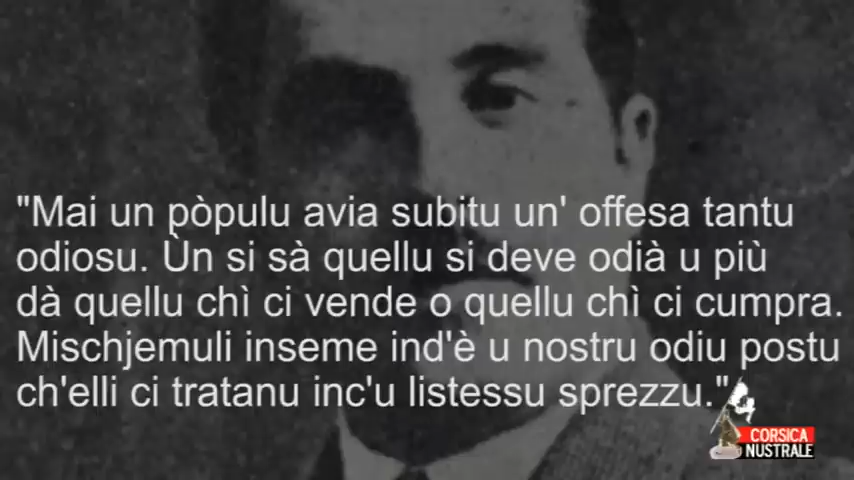 "Mai un pòpulu avia subitu un' offesa tantu
odiosu. Ùn si sà quellu si deve odià u più
dà quellu chì ci vende o quellu chì ci cumpra.
Mischjemuli inseme ind'è u nostru odiu postu
ch'elli ci tratanu inc'u listessu sprezzu."
CORSICA
NUSTRALE